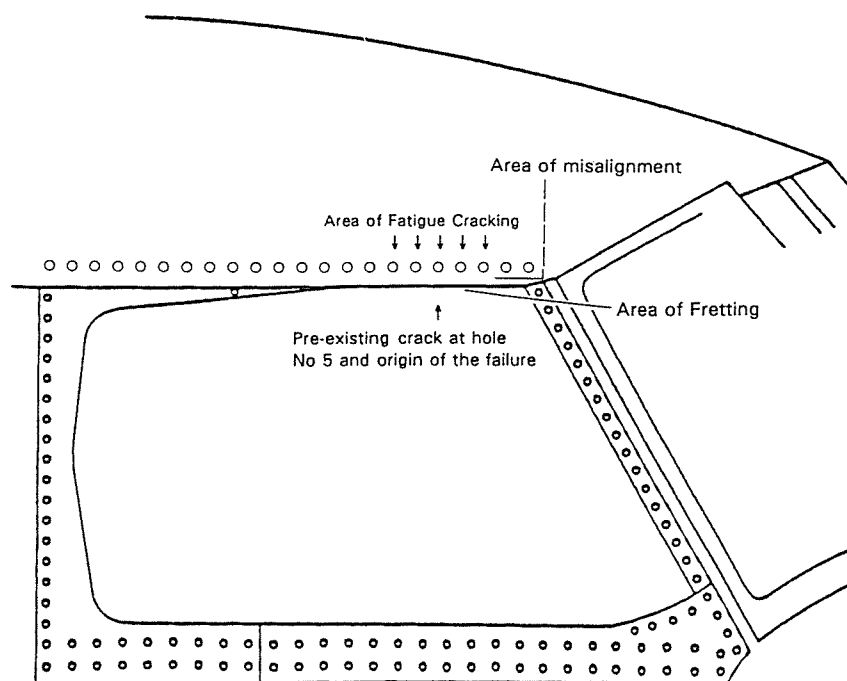 Area of misalignment
Area of Fatigue Cracking
Area of Fretting
Pre-existing crack at hole
No 5 and origin of the failure